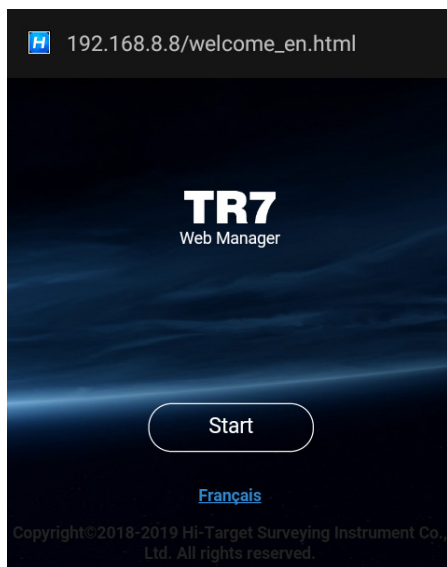 H 192.168.8.8/welcome_en.html
TR7
Web Manager
Start
Français
Copyright©2018-2019 Hi-Target Surveying Instrument Co.,
Ltd. All rights reserved.